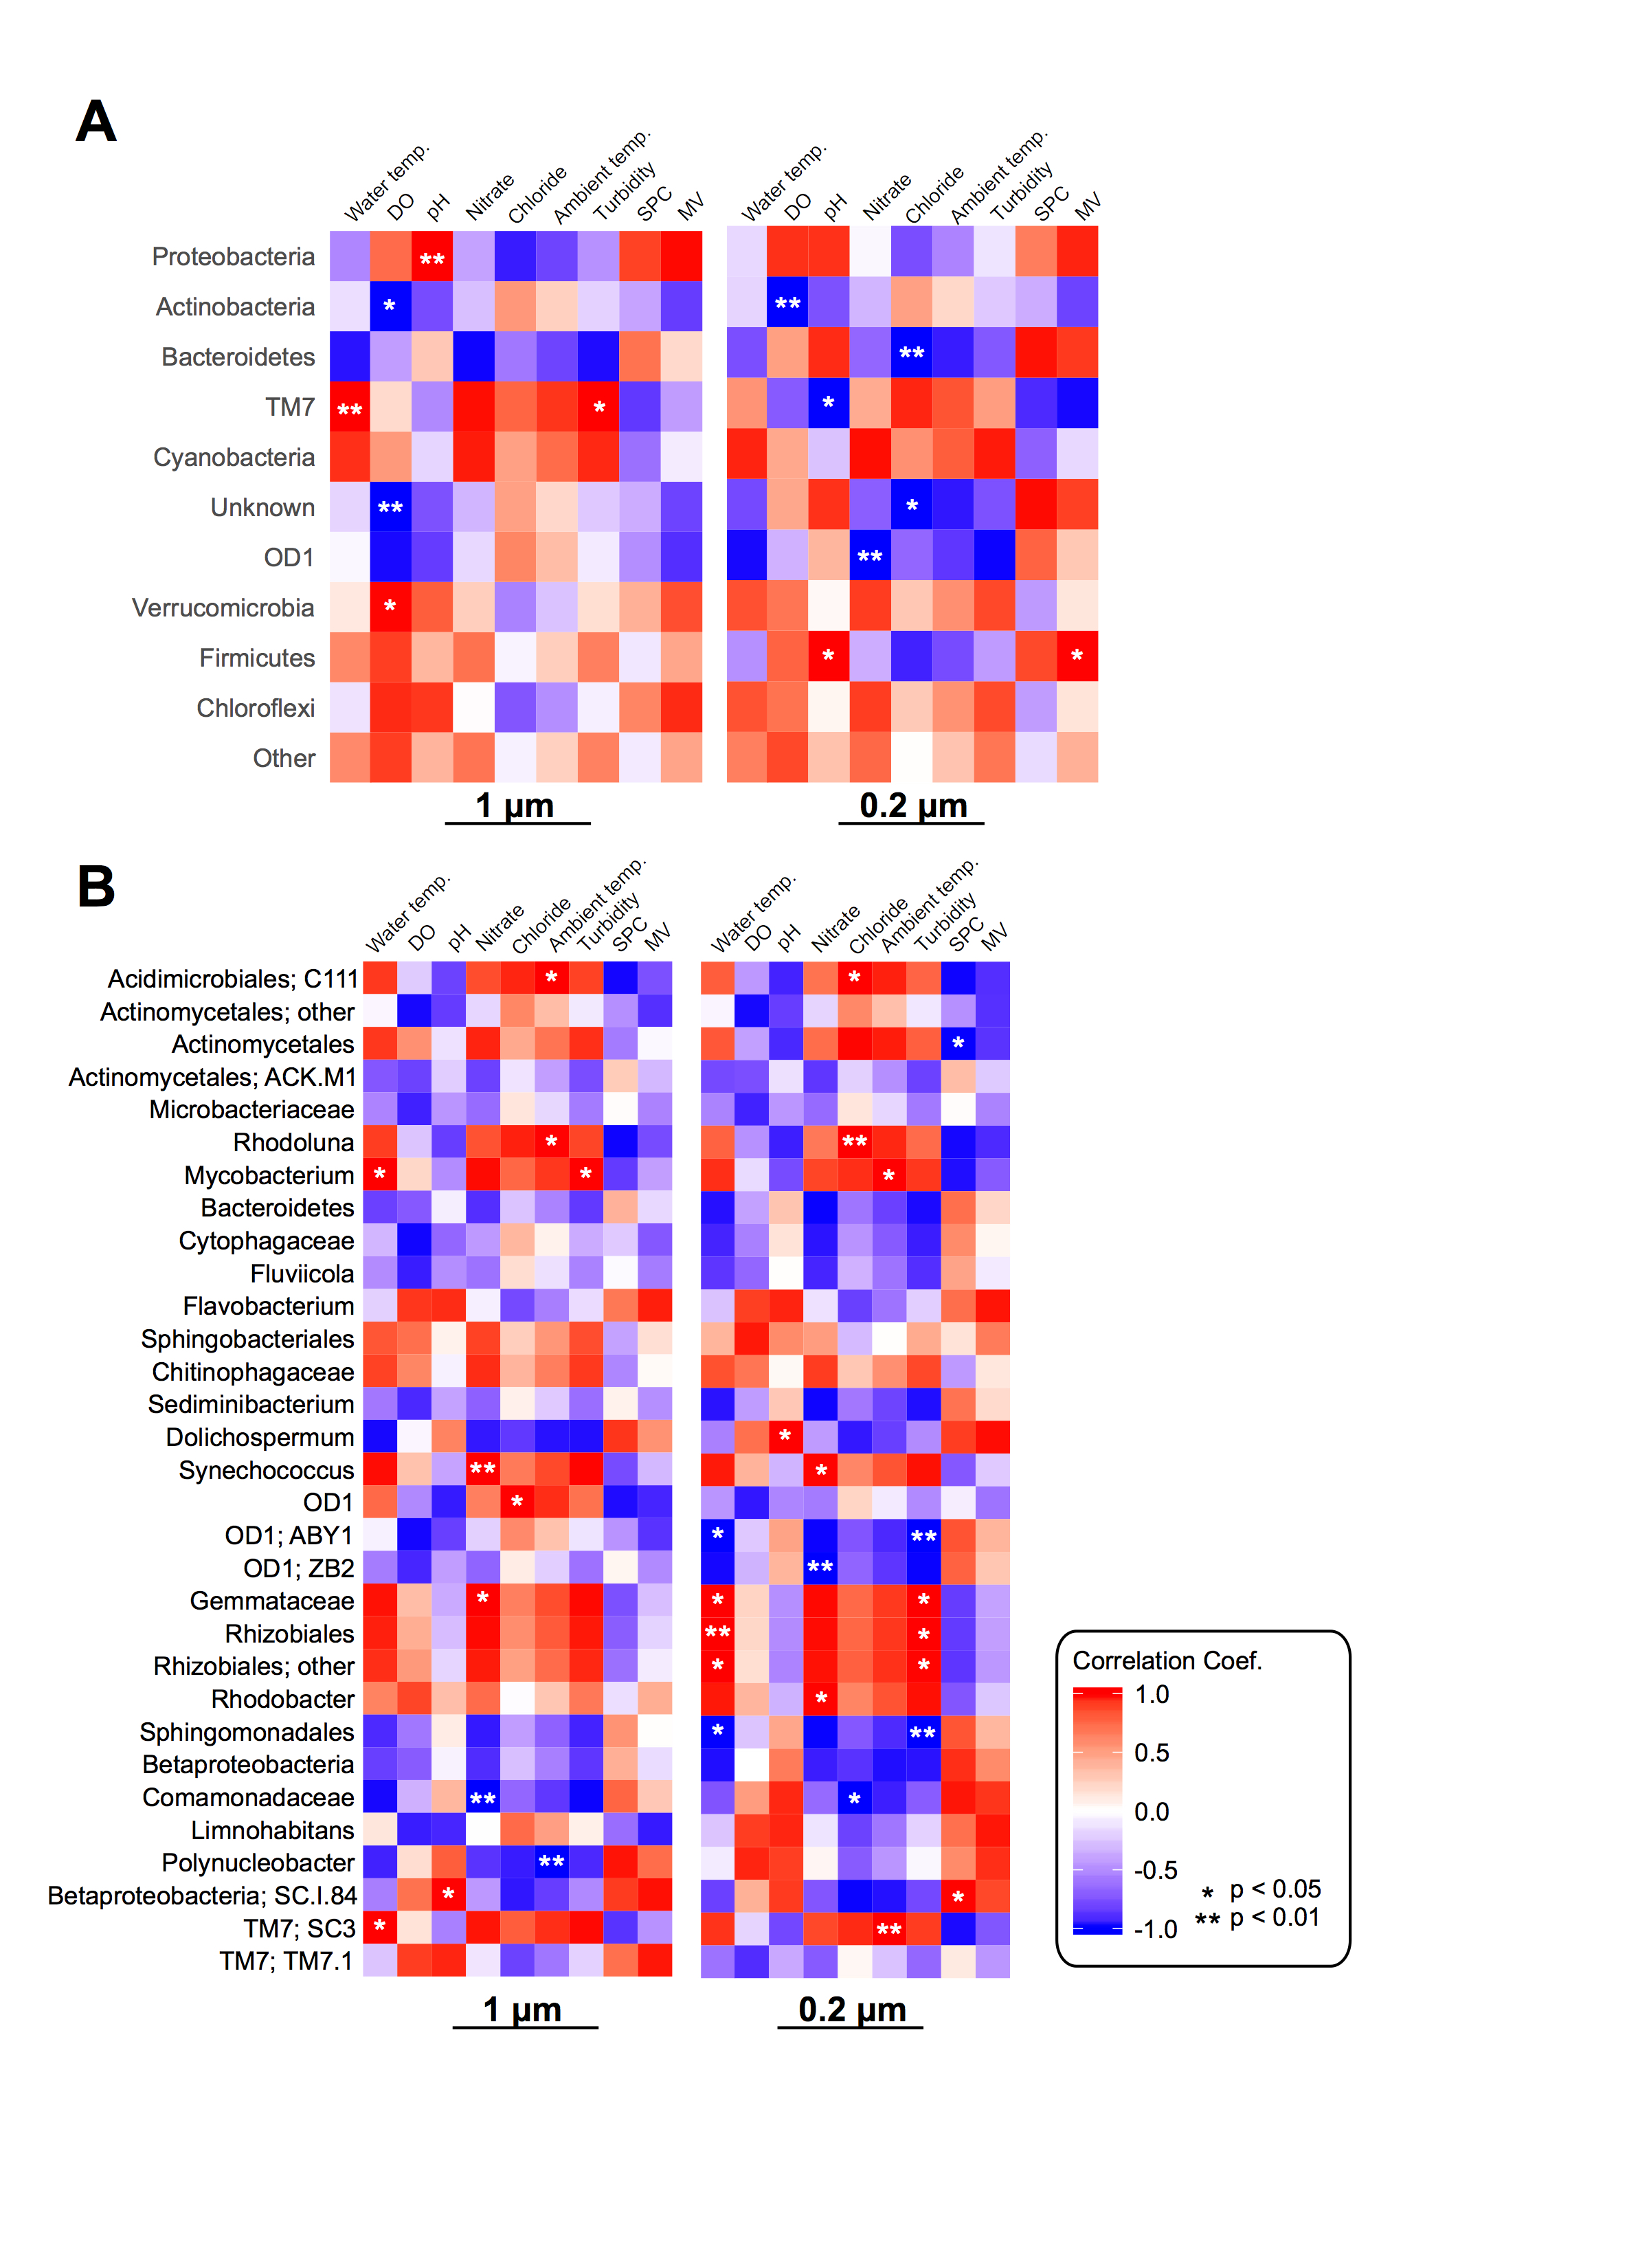 A
Water temp. DO pH Nitrate Chloride Ambient temp. Turbidity SPC MV
Water temp. DO pH Nitrate Chloride Ambient temp. Turbidity SPC MV
Proteobacteria **
Actinobacteria * **
Bacteroidetes **
TM7 ** * *
Cyanobacteria
Unknown ** *
OD1 **
Verrucomicrobia *
Firmicutes * *
Chloroflexi
Other
1 µm 0.2 µm
B
Water temp. DO pH Nitrate Chloride Ambient temp. Turbidity SPC MV
Water temp. DO pH Nitrate Chloride Ambient temp. Turbidity SPC MV
Acidimicrobiales; C111 * *
Actinomycetales; other
Actinomycetales *
Actinomycetales; ACK.M1
Microbacteriaceae
Rhodoluna * **
Mycobacterium * * *
Bacteroidetes
Cytophagaceae
Fluviicola
Flavobacterium
Sphingobacteriales
Chitinophagaceae
Sediminibacterium
Dolichospermum *
Synechococcus ** *
OD1 *
OD1; ABY1 * **
OD1; ZB2 **
Gemmataceae * * *
Rhizobiales ** *
Rhizobiales; other * *
Rhodobacter *
Sphingomonadales * **
Betaproteobacteria
Comamonadaceae ** *
Limnohabitans
Polynucleobacter **
Betaproteobacteria; SC.I.84 * *
TM7; SC3 * **
TM7; TM7.1
1 µm 0.2 µm
Correlation Coef.
1.0
0.5
0.0
-0.5
-1.0
* p < 0.05
** p < 0.01